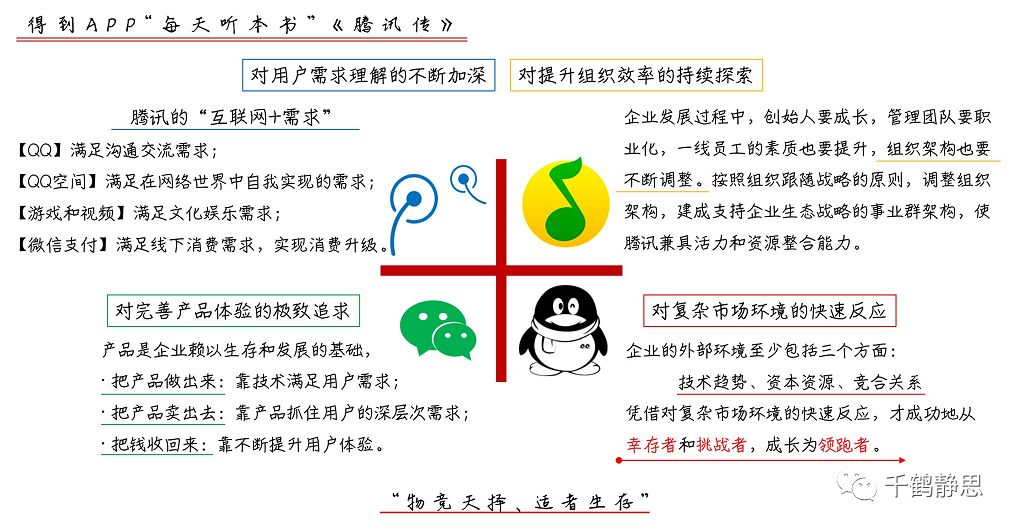 得到APP“每天听本书”《腾讯传》
对用户需求理解的不断加深
腾讯的“互联网+需求”
【QQ】满足沟通交流需求；
【QQ空间】满足在网络世界中自我实现的需求；
【游戏和视频】满足文化娱乐需求；
【微信支付】满足线下消费需求，实现消费升级。
对提升组织效率的持续探索
企业发展过程中，创始人要成长，管理团队要职
业化，一线员工的素质也要提升，组织架构也要
不断调整。按照组织跟随战略的原则，调整组织
架构，建成支持企业生态战略的事业群架构，使
腾讯兼具活力和资源整合能力。
对完善产品体验的极致追求
产品是企业赖以生存和发展的基础，
·把产品做出来：靠技术满足用户需求；
·把产品卖出去：靠产品抓住用户的深层次需求；
·把钱收回来：靠不断提升用户体验。
对复杂市场环境的快速反应
企业的外部环境至少包括三个方面：
技术趋势、资本资源、竞合关系
凭借对复杂市场环境的快速反应，才成功地从
幸存者和挑战者，成长为领跑者。
“物竞天择、适者生存”
千鹤静思